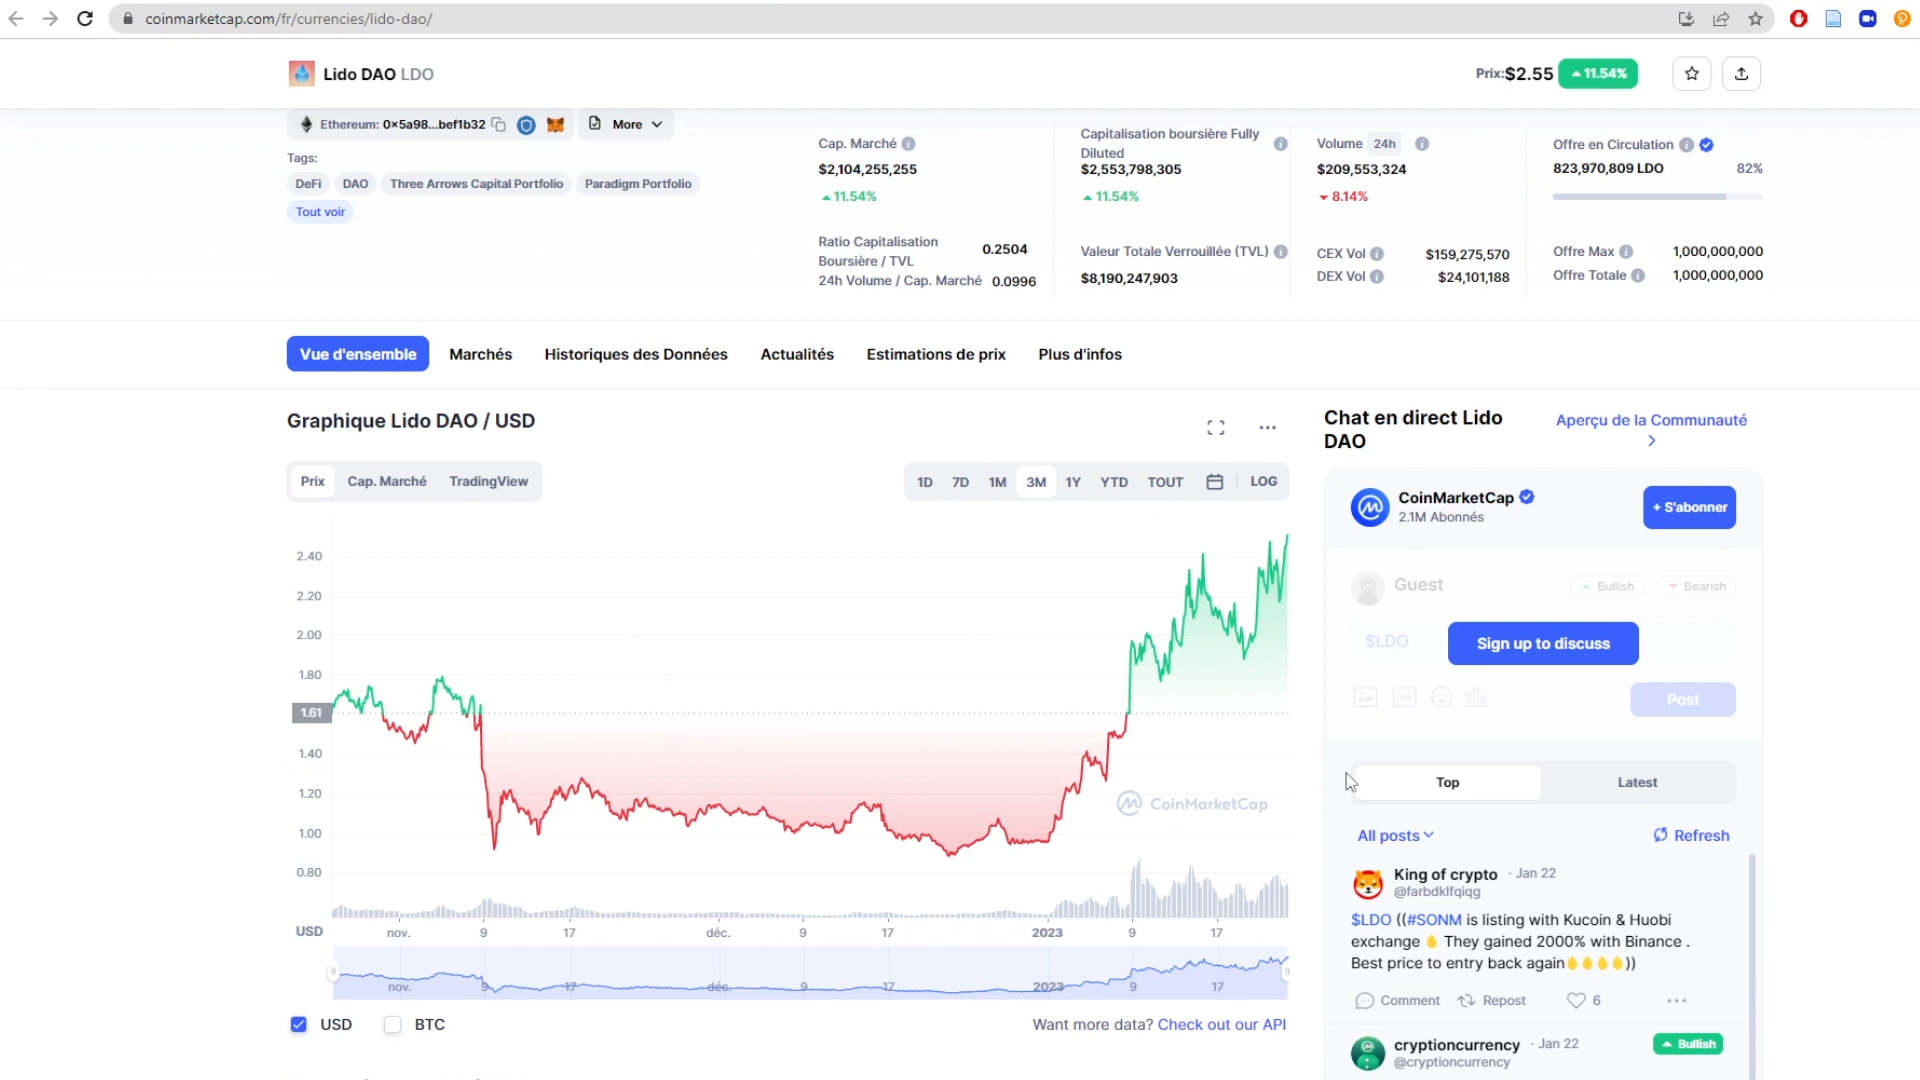 coinmarketcap.com/fr/currencies/lido-dao/
Lido DAO LDO
Prix:$2.55 11.54%
Ethereum: 0x5a98...bef1b32 More
Tags:
DeFi DAO Three Arrows Capital Portfolio Paradigm Portfolio
Tout voir
Cap. Marché
$2,104,255,255
11.54%
Ratio Capitalisation
Boursière / TVL 0.2504
24h Volume / Cap. Marché 0.0996
Capitalisation boursière Fully
Diluted
$2,553,798,305
11.54%
Valeur Totale Verrouillée (TVL)
$8,190,247,903
Volume 24h
$209,553,324
8.14%
CEX Vol $159,275,570
DEX Vol $24,101,188
Offre en Circulation
823,970,809 LDO 82%
Offre Max 1,000,000,000
Offre Totale 1,000,000,000
Vue d'ensemble Marchés Historiques des Données Actualités Estimations de prix Plus d'infos
Graphique Lido DAO / USD
Prix Cap. Marché TradingView
1D 7D 1M 3M 1Y YTD TOUT LOG
2.40
2.20
2.00
1.80
1.61
1.40
1.20
1.00
0.80
CoinMarketCap
USD nov. 9 17 déc. 9 17 2023 9 17
nov. 9 17 déc. 9 17 2023 9 17
USD BTC
Want more data? Check out our API
Chat en direct Lido
DAO
Aperçu de la Communauté
CoinMarketCap
2.1M Abonnés
+ S'abonner
Guest Bullish Bearish
$LDO
Sign up to discuss
GIF
Post
Top Latest
All posts Refresh
King of crypto · Jan 22
@farbdklfqiqg
$LDO ((#SONM is listing with Kucoin & Huobi
exchange They gained 2000% with Binance .
Best price to entry back again))
Comment Repost 6
cryptioncurrency · Jan 22
@cryptioncurrency
Bullish